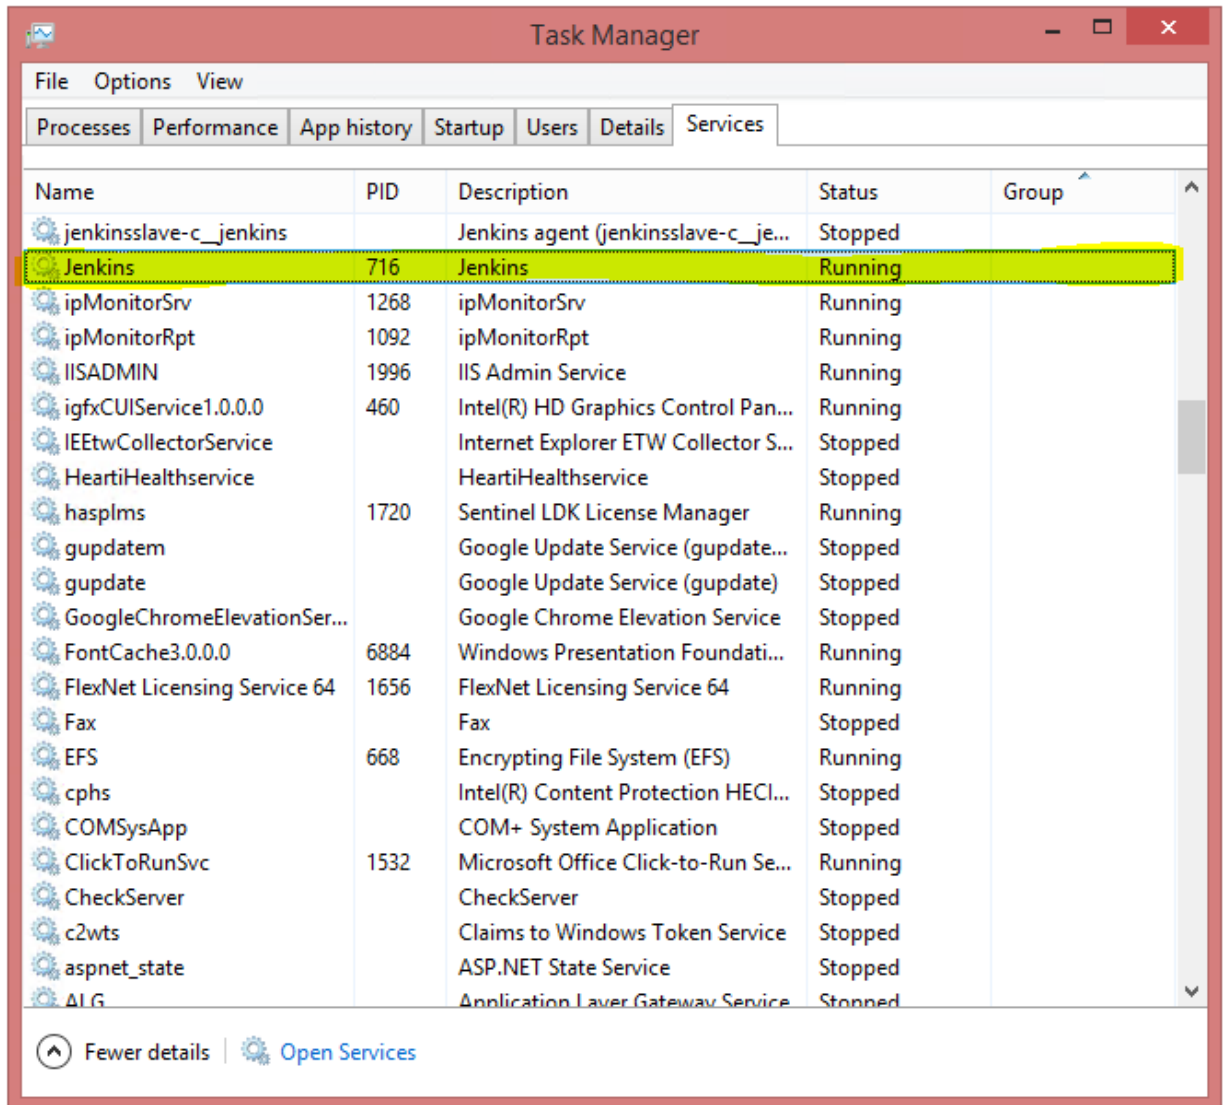 Task Manager
File Options View
Processes Performance App history Startup Users Details Services
Name PID Description Status Group
jenkinsslave-c__jenkins Jenkins agent (jenkinsslave-c__je... Stopped
Jenkins 716 Jenkins Running
ipMonitorSrv 1268 ipMonitorSrv Running
ipMonitorRpt 1092 ipMonitorRpt Running
IISADMIN 1996 IIS Admin Service Running
igfxCUIService1.0.0.0 460 Intel(R) HD Graphics Control Pan... Running
IEEtwCollectorService Internet Explorer ETW Collector S... Stopped
HeartiHealthservice HeartiHealthservice Stopped
hasplms 1720 Sentinel LDK License Manager Running
gupdatem Google Update Service (gupdate... Stopped
gupdate Google Update Service (gupdate) Stopped
GoogleChromeElevationSer... Google Chrome Elevation Service Stopped
FontCache3.0.0.0 6884 Windows Presentation Foundati... Running
FlexNet Licensing Service 64 1656 FlexNet Licensing Service 64 Running
Fax Fax Stopped
EFS 668 Encrypting File System (EFS) Running
cphs Intel(R) Content Protection HECI... Stopped
COMSysApp COM+ System Application Stopped
ClickToRunSvc 1532 Microsoft Office Click-to-Run Se... Running
CheckServer CheckServer Stopped
c2wts Claims to Windows Token Service Stopped
aspnet_state ASP.NET State Service Stopped
ALG Application Layer Gateway Service Stopped
Fewer details Open Services